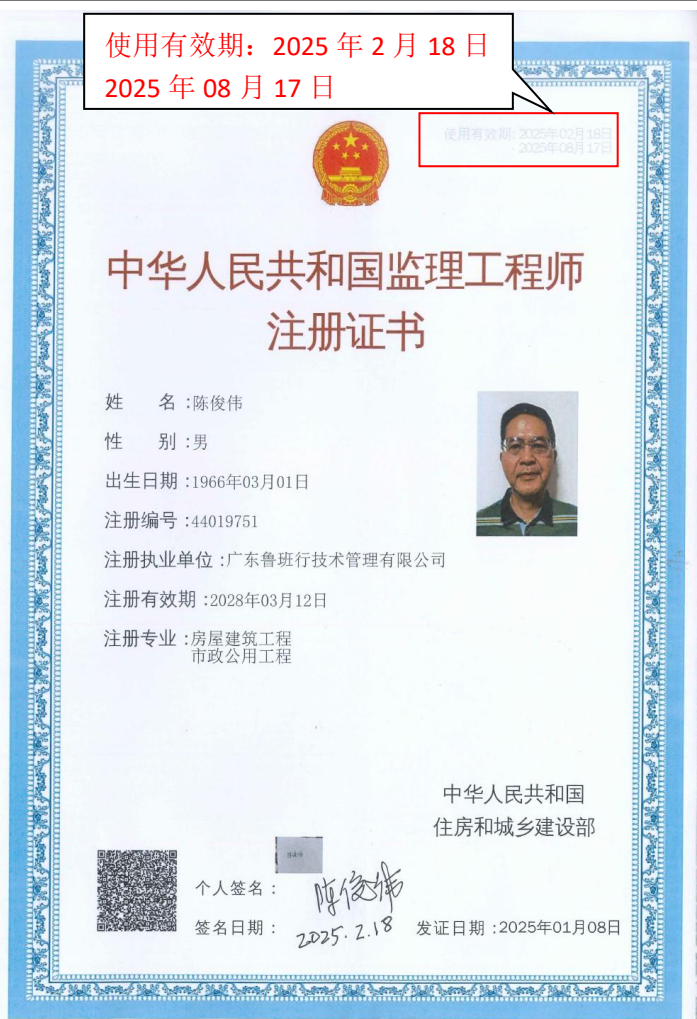 使用有效期：2025 年 2 月 18 日
2025 年 08 月 17 日
使用有效期: 2025年02月18日
- 2025年08月17日
中华人民共和国监理工程师
注册证书
姓 名 :陈俊伟
性 别 :男
出生日期 :1966年03月01日
注册编号 :44019751
注册执业单位 :广东鲁班行技术管理有限公司
注册有效期 :2028年03月12日
注册专业 :房屋建筑工程
市政公用工程
中华人民共和国
住房和城乡建设部
个人签名 : 陈俊伟
签名日期 : 2025.2.18
发证日期 :2025年01月08日